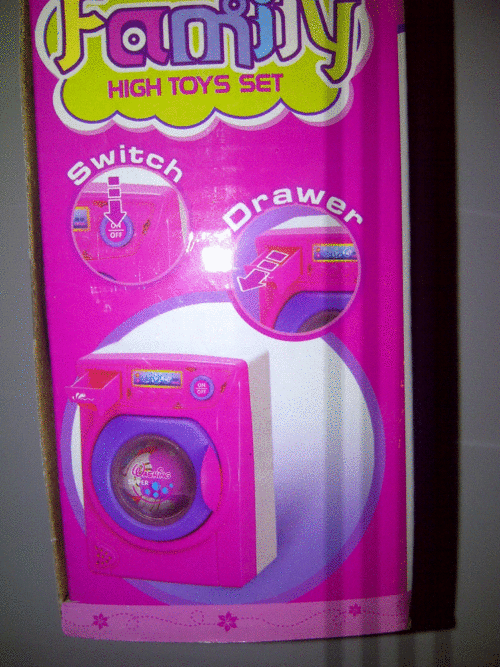 Family
HIGH TOYS SET
Switch
ON
OFF
Drawer
ON
OFF